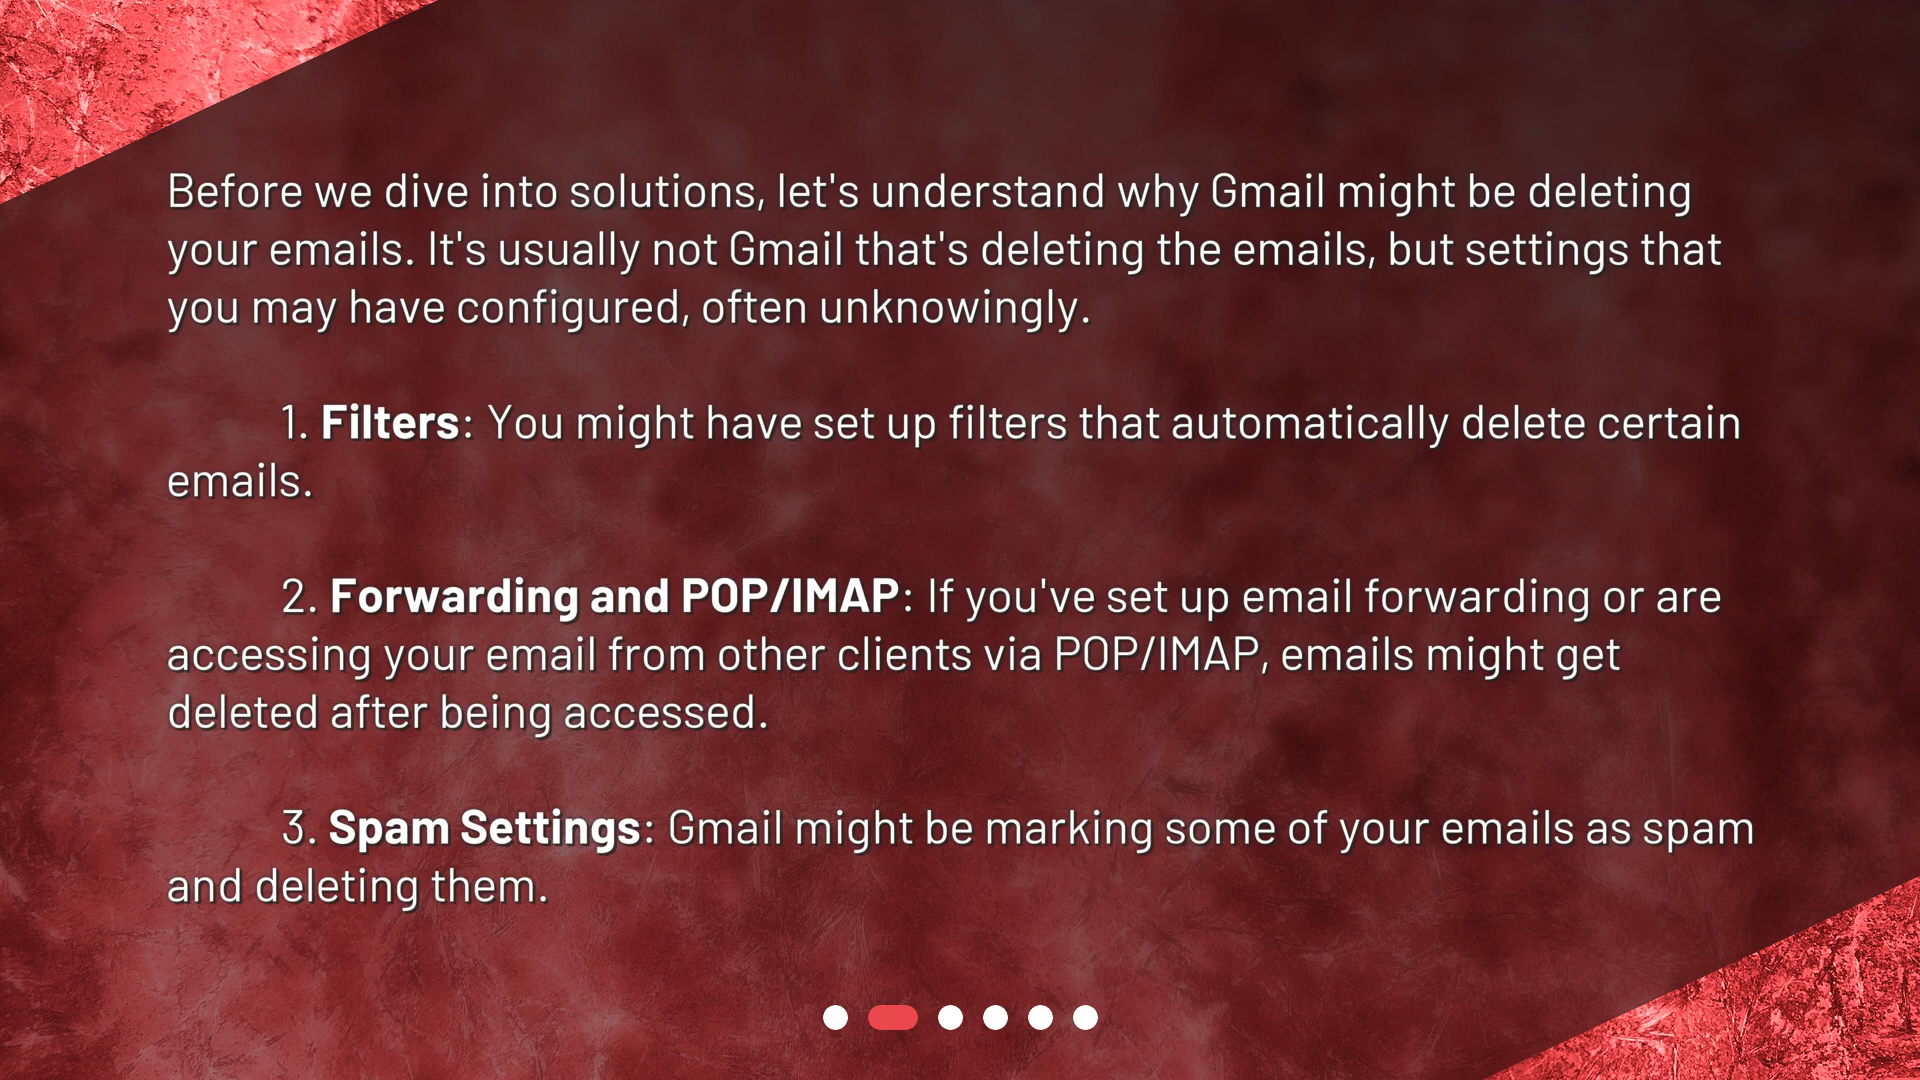 Before we dive into solutions, let's understand why Gmail might be deleting
your emails. It's usually not Gmail that's deleting the emails, but settings that
you may have configured, often unknowingly.
1. Filters: You might have set up filters that automatically delete certain
emails.
2. Forwarding and POP/IMAP: If you've set up email forwarding or are
accessing your email from other clients via POP/IMAP, emails might get
deleted after being accessed.
3. Spam Settings: Gmail might be marking some of your emails as spam
and deleting them.